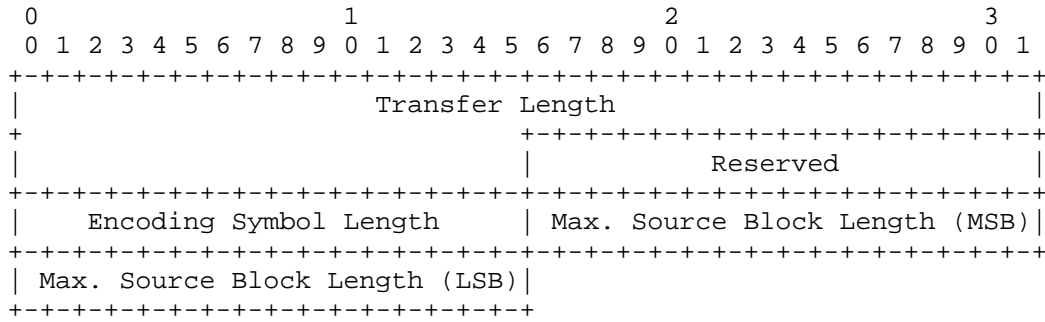 0                   1                   2                   3
 0 1 2 3 4 5 6 7 8 9 0 1 2 3 4 5 6 7 8 9 0 1 2 3 4 5 6 7 8 9 0 1
+-+-+-+-+-+-+-+-+-+-+-+-+-+-+-+-+-+-+-+-+-+-+-+-+-+-+-+-+-+-+-+-+
|                      Transfer Length                          |
+                               +-+-+-+-+-+-+-+-+-+-+-+-+-+-+-+-+
|                               |           Reserved            |
+-+-+-+-+-+-+-+-+-+-+-+-+-+-+-+-+-+-+-+-+-+-+-+-+-+-+-+-+-+-+-+-+
|    Encoding Symbol Length     | Max. Source Block Length (MSB)|
+-+-+-+-+-+-+-+-+-+-+-+-+-+-+-+-+-+-+-+-+-+-+-+-+-+-+-+-+-+-+-+-+
| Max. Source Block Length (LSB)|
+-+-+-+-+-+-+-+-+-+-+-+-+-+-+-+-+